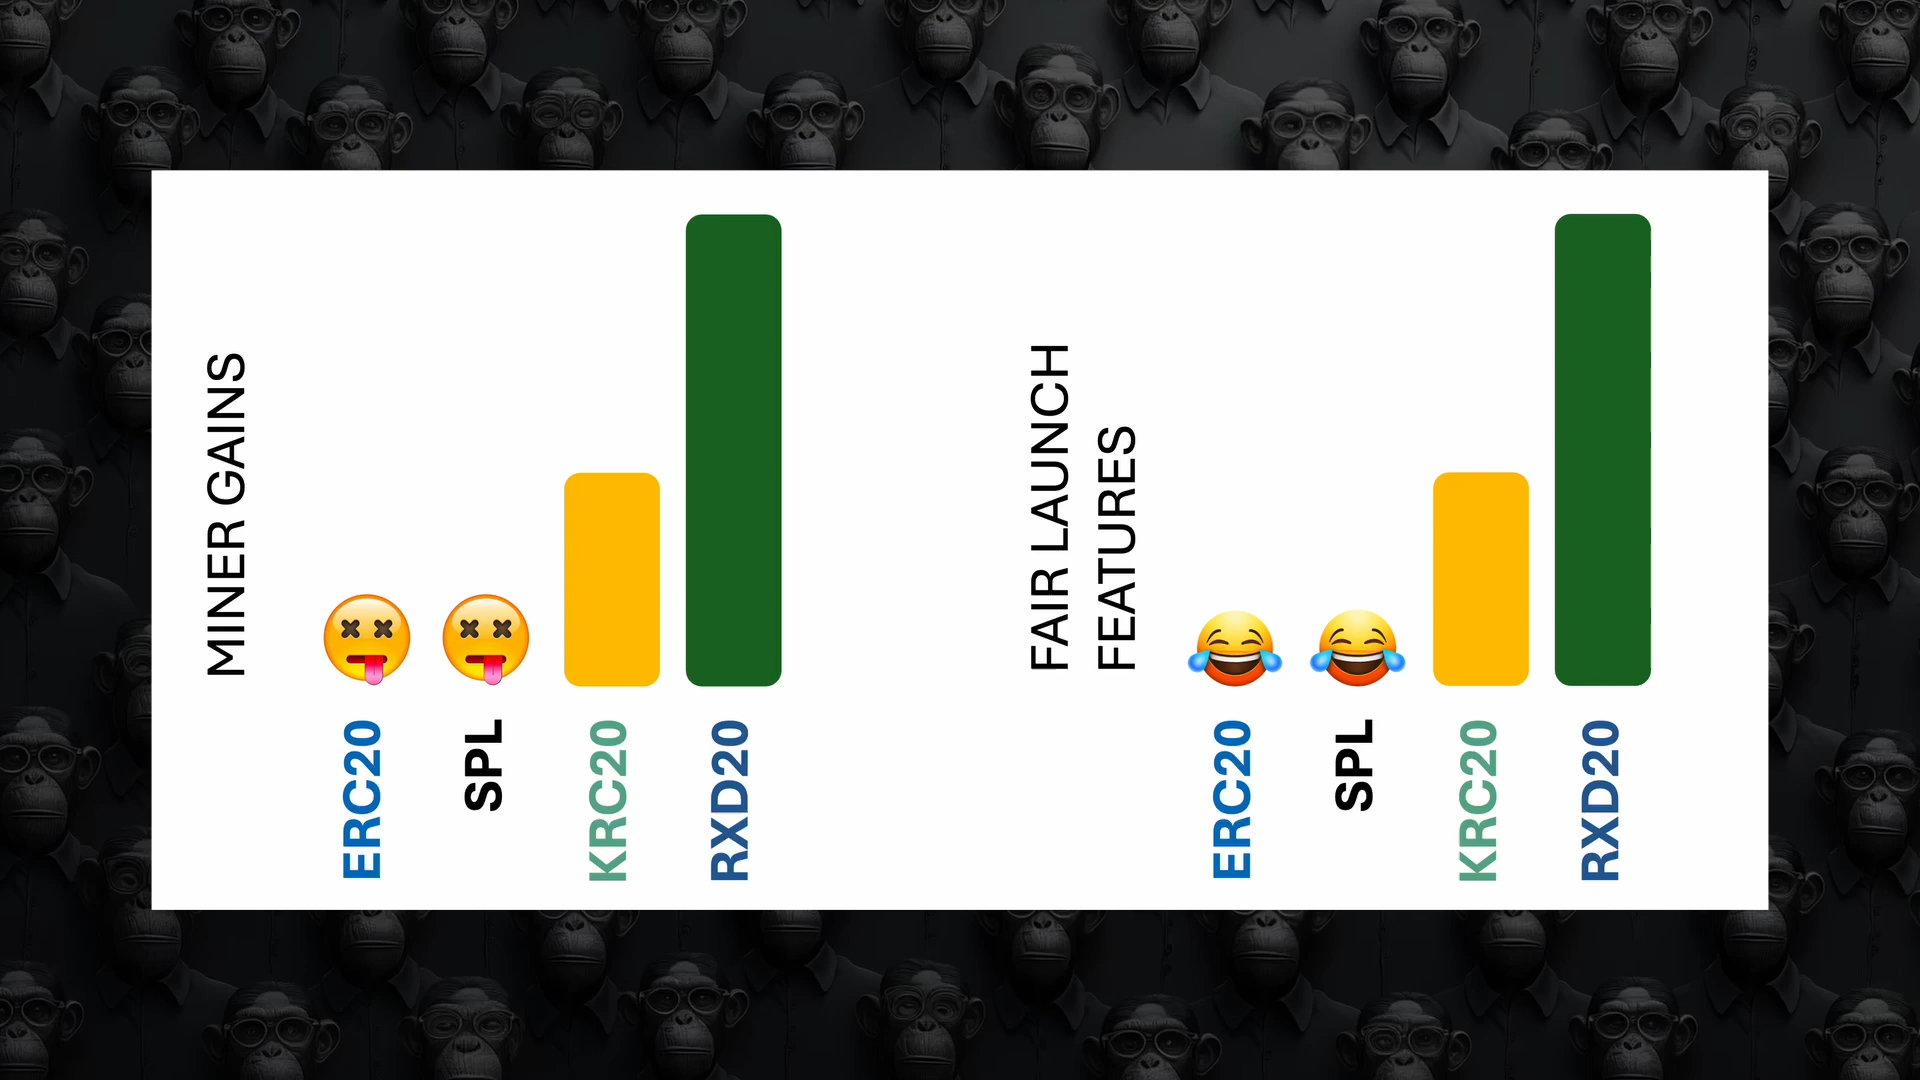 MINER GAINS
ERC20
SPL
KRC20
RXD20
FAIR LAUNCH
FEATURES
ERC20
SPL
KRC20
RXD20